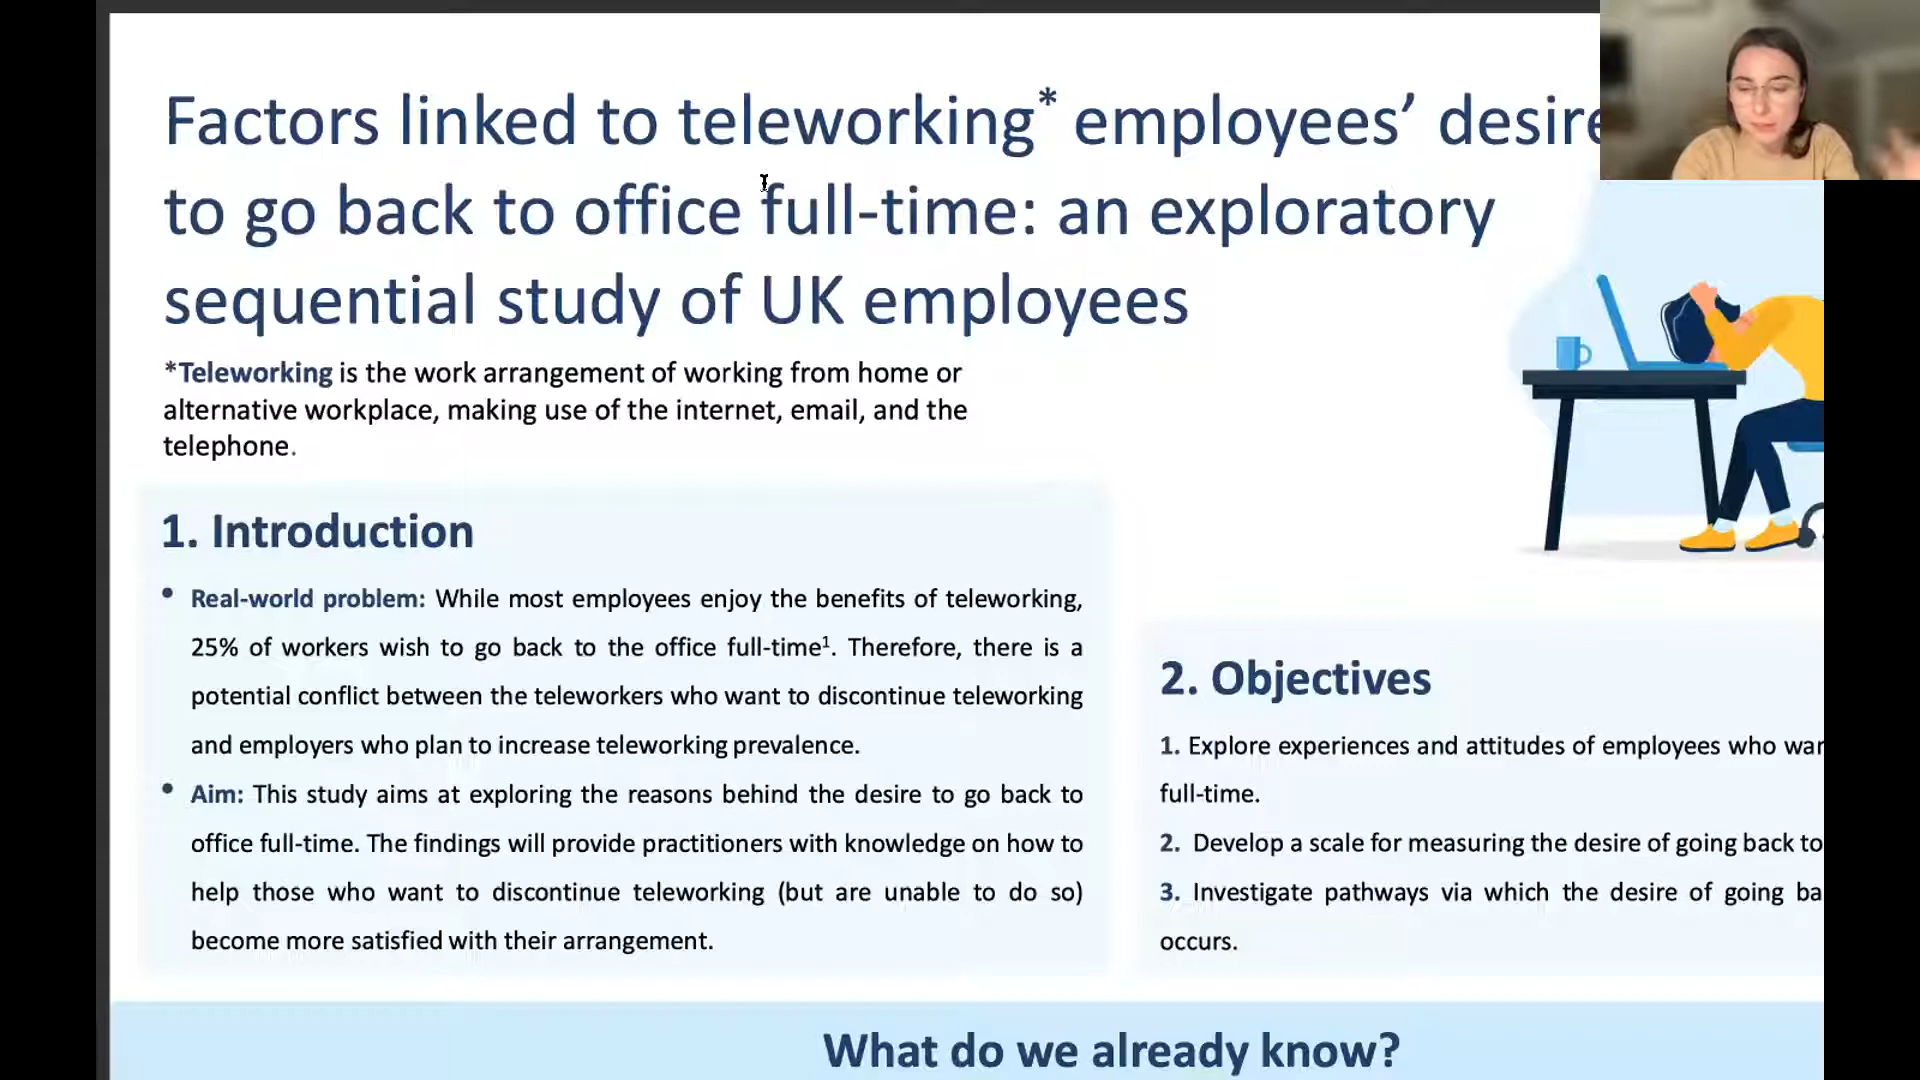 Factors linked to teleworking* employees’ desire
to go back to office full-time: an exploratory
sequential study of UK employees
*Teleworking is the work arrangement of working from home or
alternative workplace, making use of the internet, email, and the
telephone.
1. Introduction
• Real-world problem: While most employees enjoy the benefits of teleworking,
25% of workers wish to go back to the office full-time¹. Therefore, there is a
potential conflict between the teleworkers who want to discontinue teleworking
and employers who plan to increase teleworking prevalence.
• Aim: This study aims at exploring the reasons behind the desire to go back to
office full-time. The findings will provide practitioners with knowledge on how to
help those who want to discontinue teleworking (but are unable to do so)
become more satisfied with their arrangement.
2. Objectives
1. Explore experiences and attitudes of employees who
full-time.
2. Develop a scale for measuring the desire of going back to
3. Investigate pathways via which the desire of going
occurs.
What do we already know?